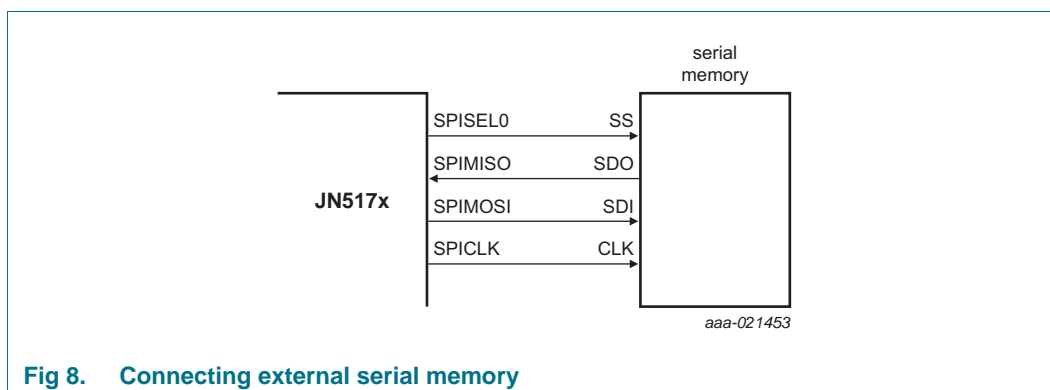 serial
memory
SPISEL0 SS
SPIMISO SDO
JN517x
SPIMOSI SDI
SPICLK CLK
aaa-021453
Fig 8. Connecting external serial memory